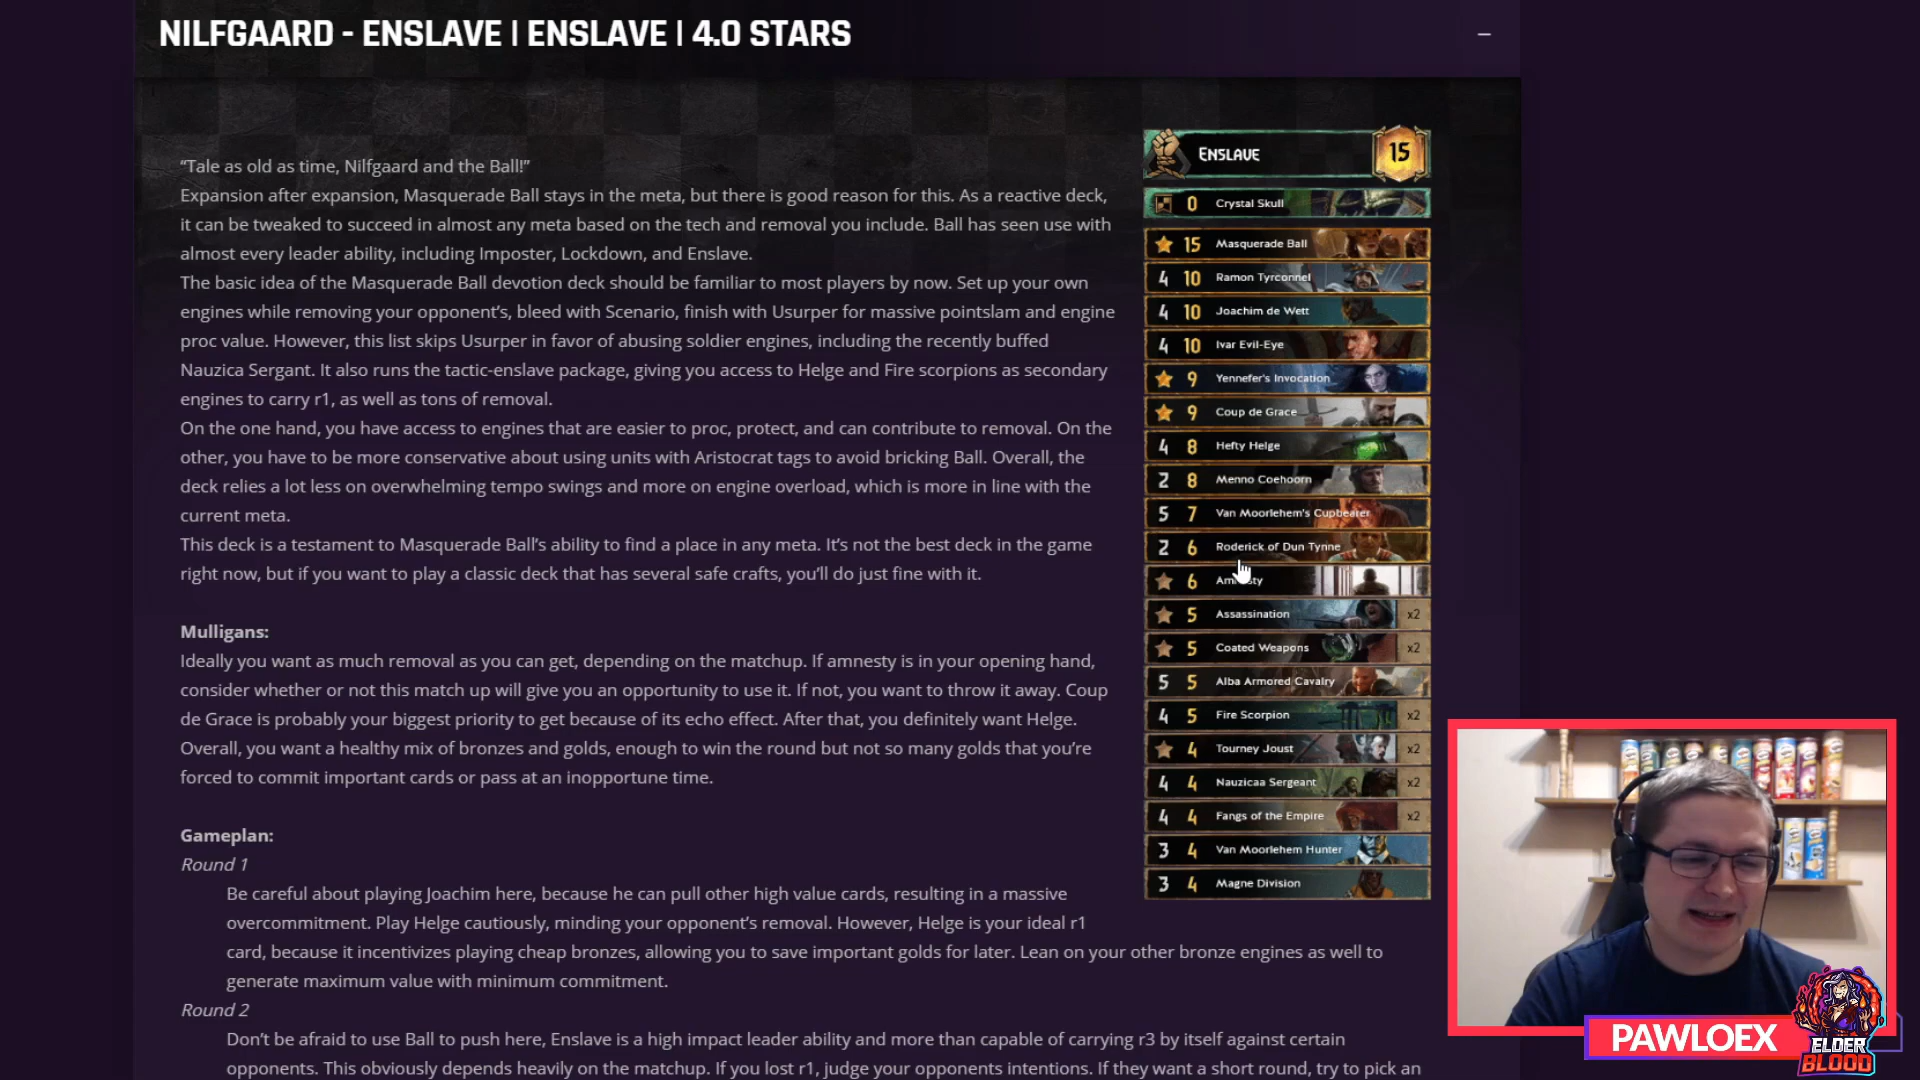 NILFGAARD - ENSLAVE | ENSLAVE | 4.0 STARS
“Tale as old as time, Nilfgaard and the Ball!”
Expansion after expansion, Masquerade Ball stays in the meta, but there is good reason for this. As a reactive deck,
it can be tweaked to succeed in almost any meta based on the tech and removal you include. Ball has seen use with
almost every leader ability, including Imposter, Lockdown, and Enslave.
The basic idea of the Masquerade Ball devotion deck should be familiar to most players by now. Set up your own
engines while removing your opponent’s, bleed with Scenario, finish with Usurper for massive pointslam and engine
proc value. However, this list skips Usurper in favor of abusing soldier engines, including the recently buffed
Nauzica Sergant. It also runs the tactic-enslave package, giving you access to Helge and Fire scorpions as secondary
engines to carry r1, as well as tons of removal.
On the one hand, you have access to engines that are easier to proc, protect, and can contribute to removal. On the
other, you have to be more conservative about using units with Aristocrat tags to avoid bricking Ball. Overall, the
deck relies a lot less on overwhelming tempo swings and more on engine overload, which is more in line with the
current meta.
This deck is a testament to Masquerade Ball’s ability to find a place in any meta. It’s not the best deck in the game
right now, but if you want to play a classic deck that has several safe crafts, you’ll do just fine with it.
Mulligans:
Ideally you want as much removal as you can get, depending on the matchup. If amnesty is in your opening hand,
consider whether or not this match up will give you an opportunity to use it. If not, you want to throw it away. Coup
de Grace is probably your biggest priority to get because of its echo effect. After that, you definitely want Helge.
Overall, you want a healthy mix of bronzes and golds, enough to win the round but not so many golds that you’re
forced to commit important cards or pass at an inopportune time.
Gameplan:
Round 1
Be careful about playing Joachim here, because he can pull other high value cards, resulting in a massive
overcommitment. Play Helge cautiously, minding your opponent’s removal. However, Helge is your ideal r1
card, because it incentivizes playing cheap bronzes, allowing you to save important golds for later. Lean on your other bronze engines as well to
generate maximum value with minimum commitment.
Round 2
Don’t be afraid to use Ball to push here, Enslave is a high impact leader ability and more than capable of carrying r3 by itself against certain
opponents. This obviously depends heavily on the matchup. If you lost r1, judge your opponents intentions. If they want a short round, try to pick an
ENSLAVE 15
0 Crystal Skull
15 Masquerade Ball
4 10 Ramon Tyrconnel
4 10 Joachim de Wett
4 10 Ivar Evil-Eye
9 Yennefer's Invocation
9 Coup de Grace
4 8 Hefty Helge
2 8 Menno Coehoorn
5 7 Van Moorlehem's Cupbearer
2 6 Roderick of Dun Tynne
6 Amnesty
5 Assassination x2
5 Coated Weapons x2
5 5 Alba Armored Cavalry
4 5 Fire Scorpion x2
4 Tourney Joust x2
4 4 Nauzicaa Sergeant x2
4 4 Fangs of the Empire x2
3 4 Van Moorlehem Hunter
3 4 Magne Division
PAWLOEX
ELDER
BLOOD